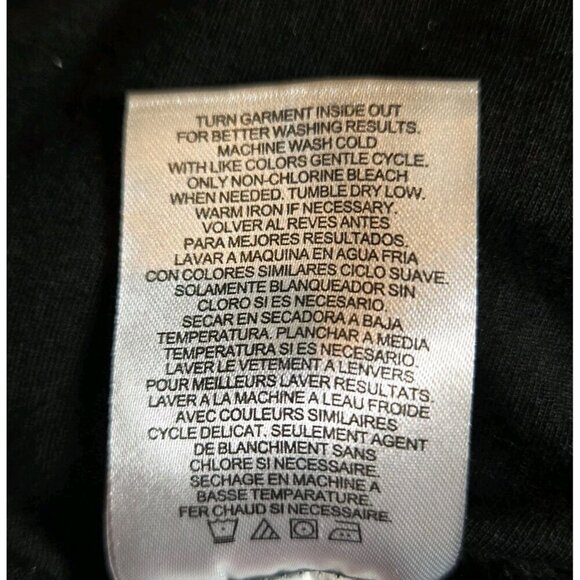 TURN GARMENT INSIDE OUT
FOR BETTER WASHING RESULTS.
MACHINE WASH COLD
WITH LIKE COLORS GENTLE CYCLE.
ONLY NON-CHLORINE BLEACH
WHEN NEEDED. TUMBLE DRY LOW.
WARM IRON IF NECESSARY.
VOLVER AL REVES ANTES
PARA MEJORES RESULTADOS.
LAVAR A MAQUINA EN AGUA FRIA
CON COLORES SIMILARES CICLO SUAVE.
SOLAMENTE BLANQUEADOR SIN
CLORO SI ES NECESARIO.
SECAR EN SECADORA A BAJA
TEMPERATURA. PLANCHAR A MEDIA
TEMPERATURA SI ES NECESARIO.
LAVER LE VETEMENT A LENVERS
POUR MEILLEURS LAVER RESULTATS.
LAVER A LA MACHINE A LEAU FROIDE
AVEC COULEURS SIMILAIRES
CYCLE DELICAT. SEULEMENT AGENT
DE BLANCHIMENT SANS
CHLORE SI NECESSAIRE.
SECHAGE EN MACHINE A
BASSE TEMPARATURE.
FER CHAUD SI NECESSAIRE.